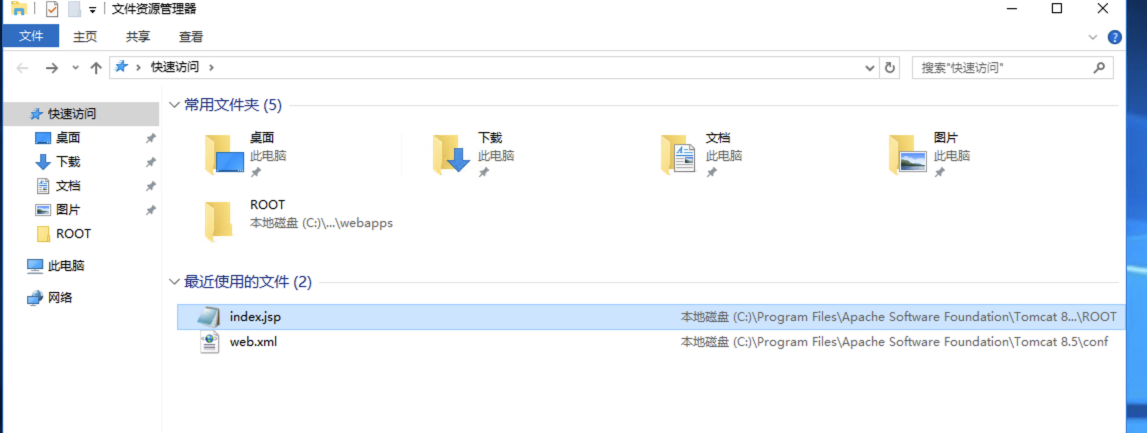 文件资源管理器
文件 主页 共享 查看
快速访问 搜索"快速访问"
快速访问
桌面
下载
文档
图片
ROOT
此电脑
网络
常用文件夹 (5)
桌面
此电脑
下载
此电脑
文档
此电脑
图片
此电脑
ROOT
本地磁盘 (C:)\...\webapps
最近使用的文件 (2)
index.jsp 本地磁盘 (C:)\Program Files\Apache Software Foundation\Tomcat 8...\ROOT
web.xml 本地磁盘 (C:)\Program Files\Apache Software Foundation\Tomcat 8.5\conf